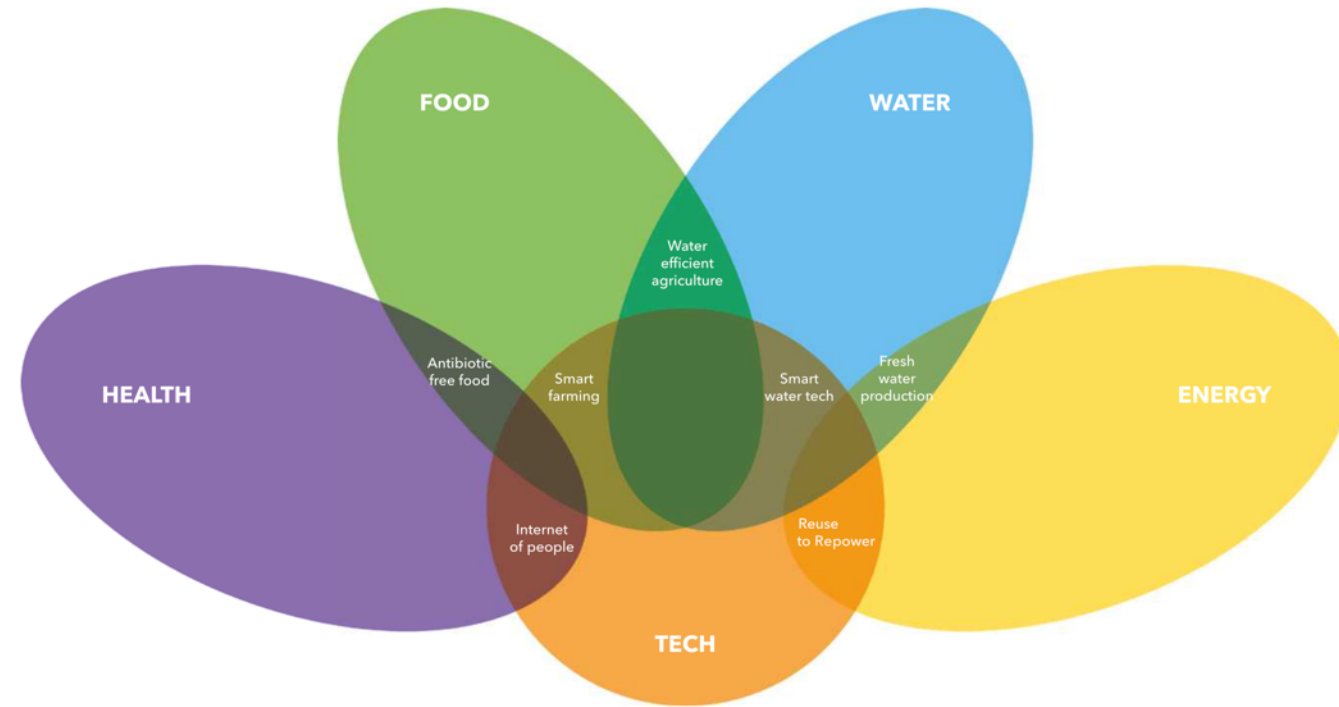 FOOD
WATER
Water
efficient
agriculture
HEALTH
Antibiotic
free food
Smart
farming
Smart
water tech
Fresh
water
production
ENERGY
Internet
of people
Reuse
to Repower
TECH